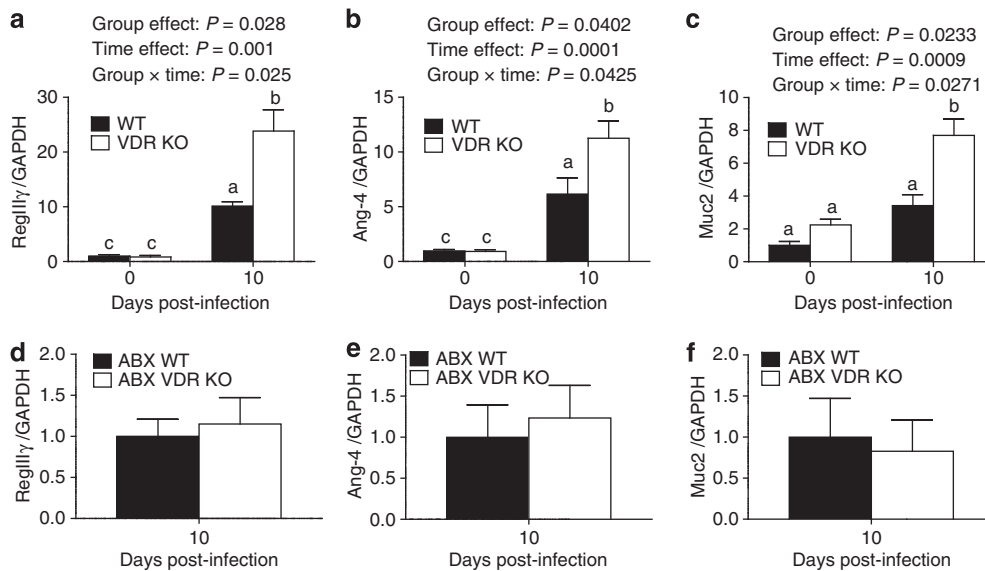 a
Group effect: P = 0.028
Time effect: P = 0.001
Group × time: P = 0.025
RegIIIγ/GAPDH
30
20
10
0
WT
VDR KO
c
c
a
b
0
10
Days post-infection
b
Group effect: P = 0.0402
Time effect: P = 0.0001
Group × time: P = 0.0425
Ang-4 /GAPDH
15
10
5
0
WT
VDR KO
c
c
a
b
0
10
Days post-infection
c
Group effect: P = 0.0233
Time effect: P = 0.0009
Group × time: P = 0.0271
Muc2 /GAPDH
10
8
6
4
2
0
WT
VDR KO
a
a
a
b
0
10
Days post-infection
d
RegIIIγ/GAPDH
2.0
1.5
1.0
0.5
0.0
ABX WT
ABX VDR KO
10
Days post-infection
e
Ang-4 /GAPDH
2.0
1.5
1.0
0.5
0.0
ABX WT
ABX VDR KO
10
Days post-infection
f
Muc2 /GAPDH
2.0
1.5
1.0
0.5
0.0
ABX WT
ABX VDR KO
10
Days post-infection